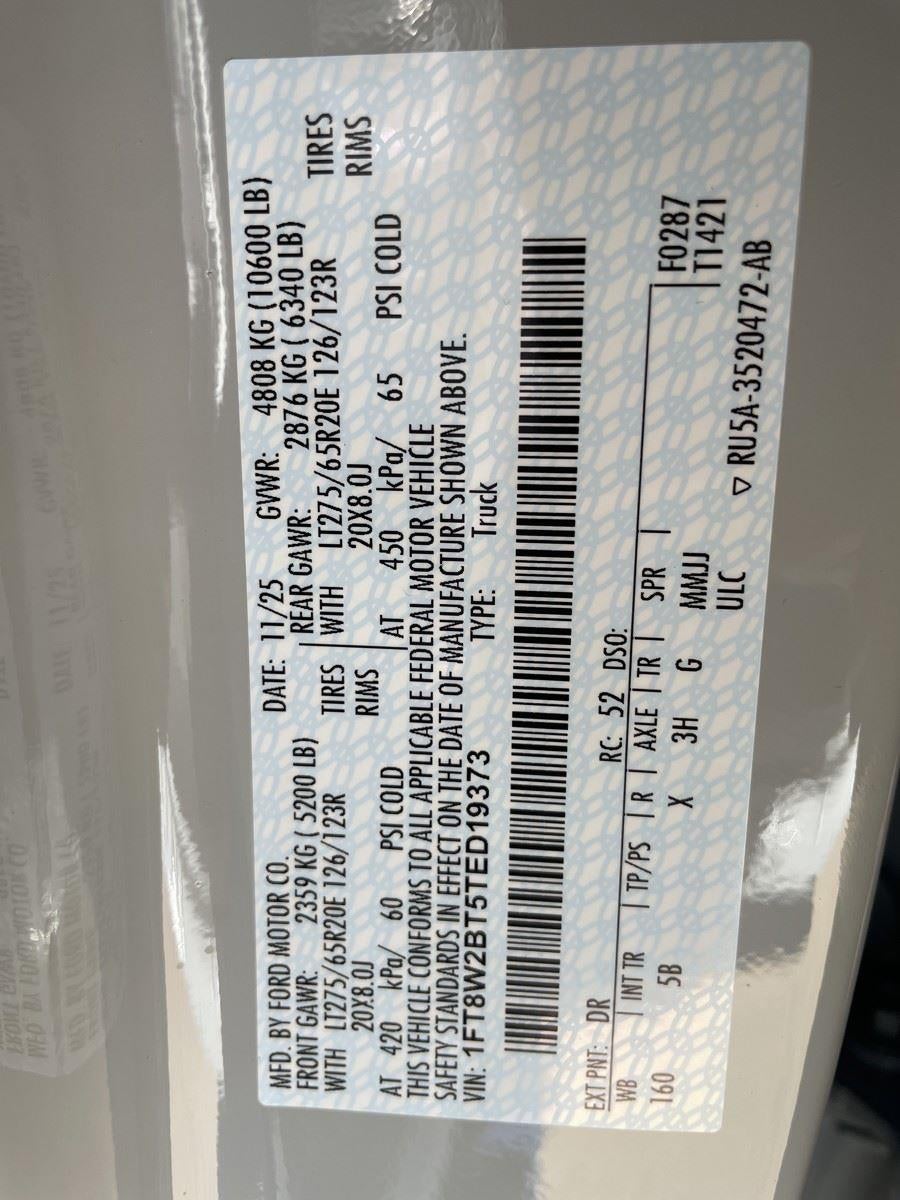 MFD. BY FORD MOTOR CO.
DATE: 11/25 GVWR: 4808 KG (10600 LB)
FRONT GAWR: 2359 KG ( 5200 LB) REAR GAWR: 2876 KG ( 6340 LB)
WITH LT275/65R20E 126/123R TIRES WITH LT275/65R20E 126/123R TIRES
20X8.0J RIMS 20X8.0J RIMS
AT 420 kPa/ 60 PSI COLD AT 450 kPa/ 65 PSI COLD
THIS VEHICLE CONFORMS TO ALL APPLICABLE FEDERAL MOTOR VEHICLE
SAFETY STANDARDS IN EFFECT ON THE DATE OF MANUFACTURE SHOWN ABOVE.
VIN: 1FT8W2BT5TED19373 TYPE: Truck
EXT PNT: DR RC: 52 DSO:
WB | INT TR | TP/PS | R | AXLE | TR | SPR | F0287
160 5B X 3H G MMJJ T1421
ULC ▽ RU5A-3520472-AB